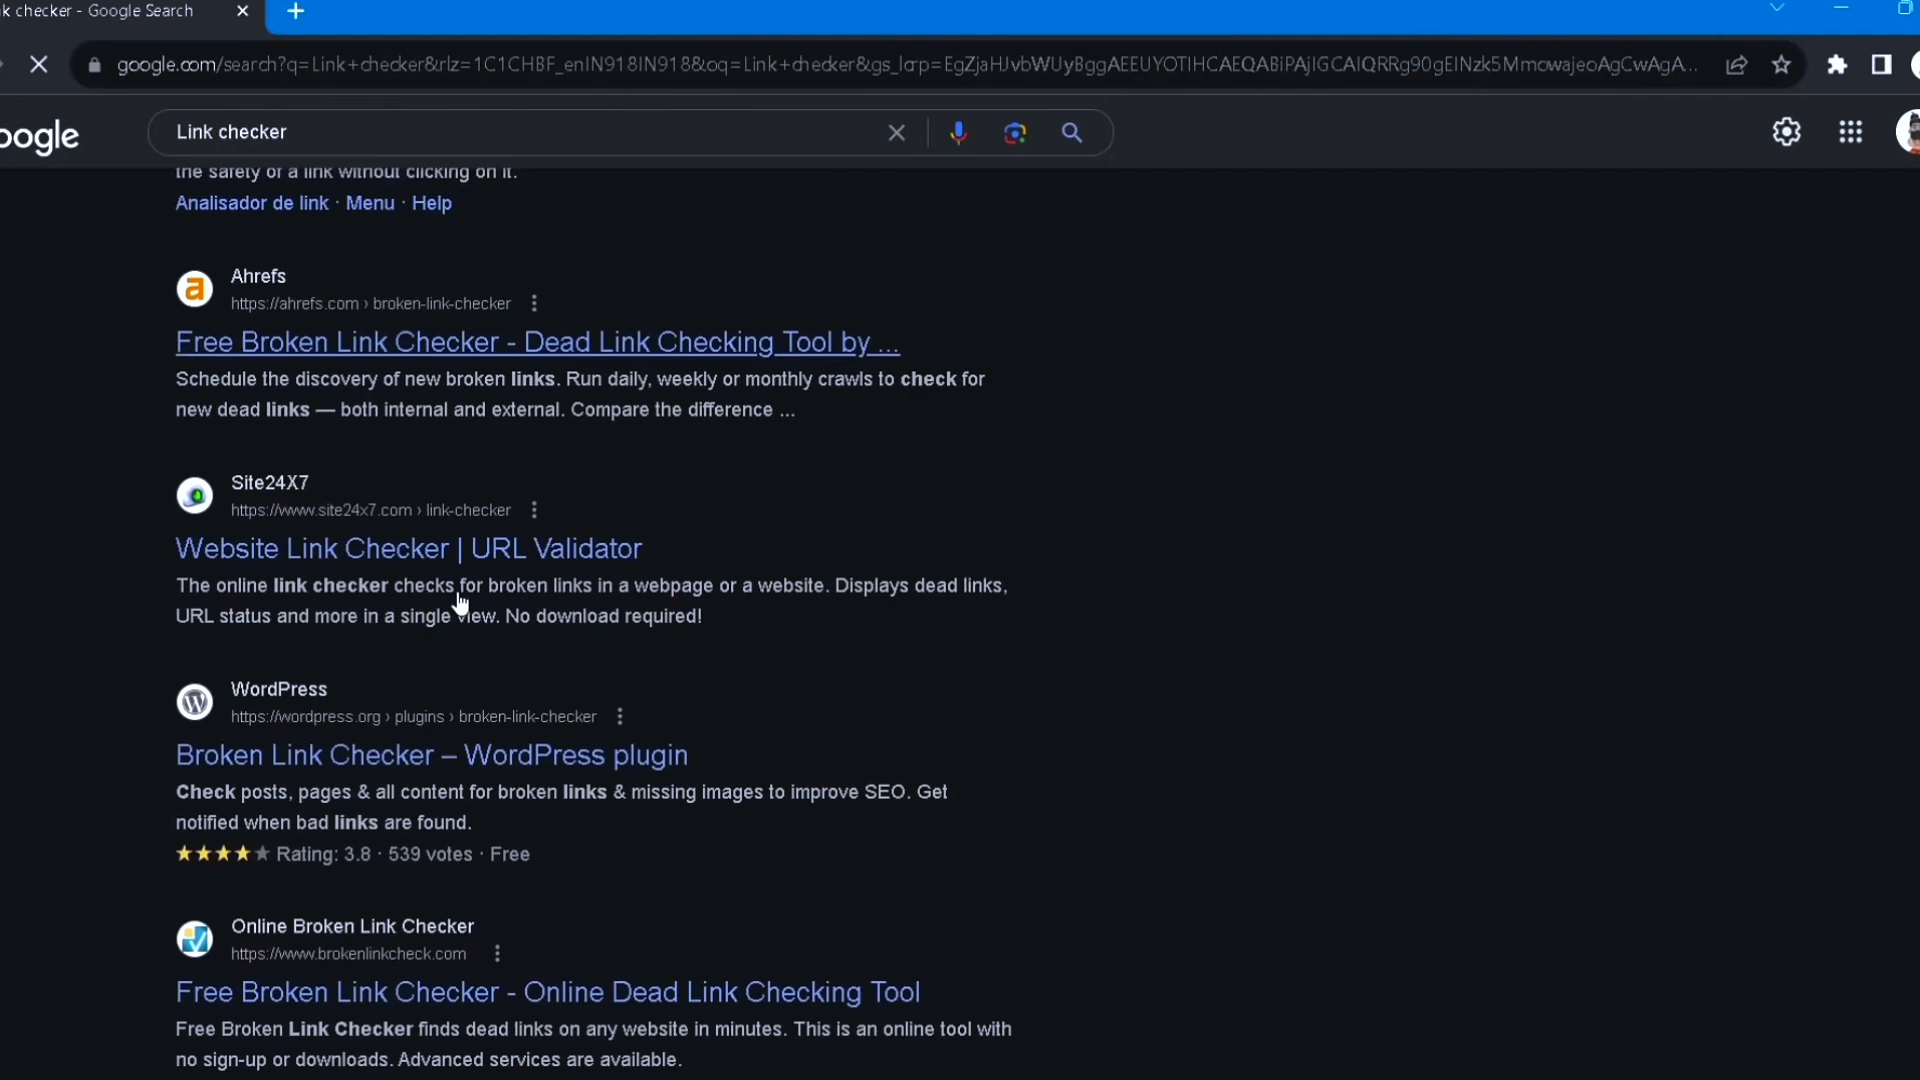 k checker - Google Search
google.com/search?q=Link+checker&rlz=1C1CHBF_enIN918IN918&oq=Link+checker&gs_lcrp=
oogle
Link checker
the safety of a link without clicking on it.
Analisador de link · Menu · Help
Ahrefs
https://ahrefs.com › broken-link-checker
Free Broken Link Checker - Dead Link Checking Tool by ...
Schedule the discovery of new broken links. Run daily, weekly or monthly crawls to check for
new dead links — both internal and external. Compare the difference ...
Site24X7
https://www.site24x7.com › link-checker
Website Link Checker | URL Validator
The online link checker checks for broken links in a webpage or a website. Displays dead links,
URL status and more in a single view. No download required!
WordPress
https://wordpress.org › plugins › broken-link-checker
Broken Link Checker – WordPress plugin
Check posts, pages & all content for broken links & missing images to improve SEO. Get
notified when bad links are found.
Rating: 3.8 · 539 votes · Free
Online Broken Link Checker
https://www.brokenlinkcheck.com
Free Broken Link Checker - Online Dead Link Checking Tool
Free Broken Link Checker finds dead links on any website in minutes. This is an online tool with
no sign-up or downloads. Advanced services are available.